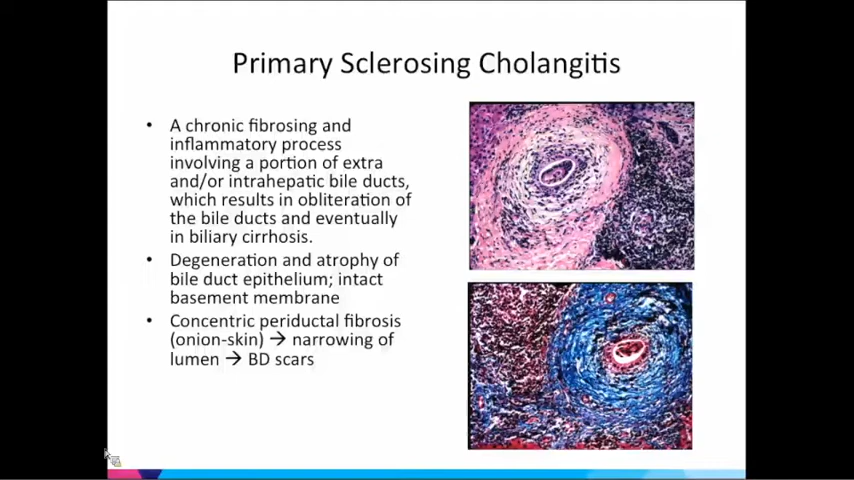 Primary Sclerosing Cholangitis
• A chronic fibrosing and
inflammatory process
involving a portion of extra
and/or intrahepatic bile ducts,
which results in obliteration of
the bile ducts and eventually
in biliary cirrhosis.
• Degeneration and atrophy of
bile duct epithelium; intact
basement membrane
• Concentric periductal fibrosis
(onion-skin) → narrowing of
lumen → BD scars